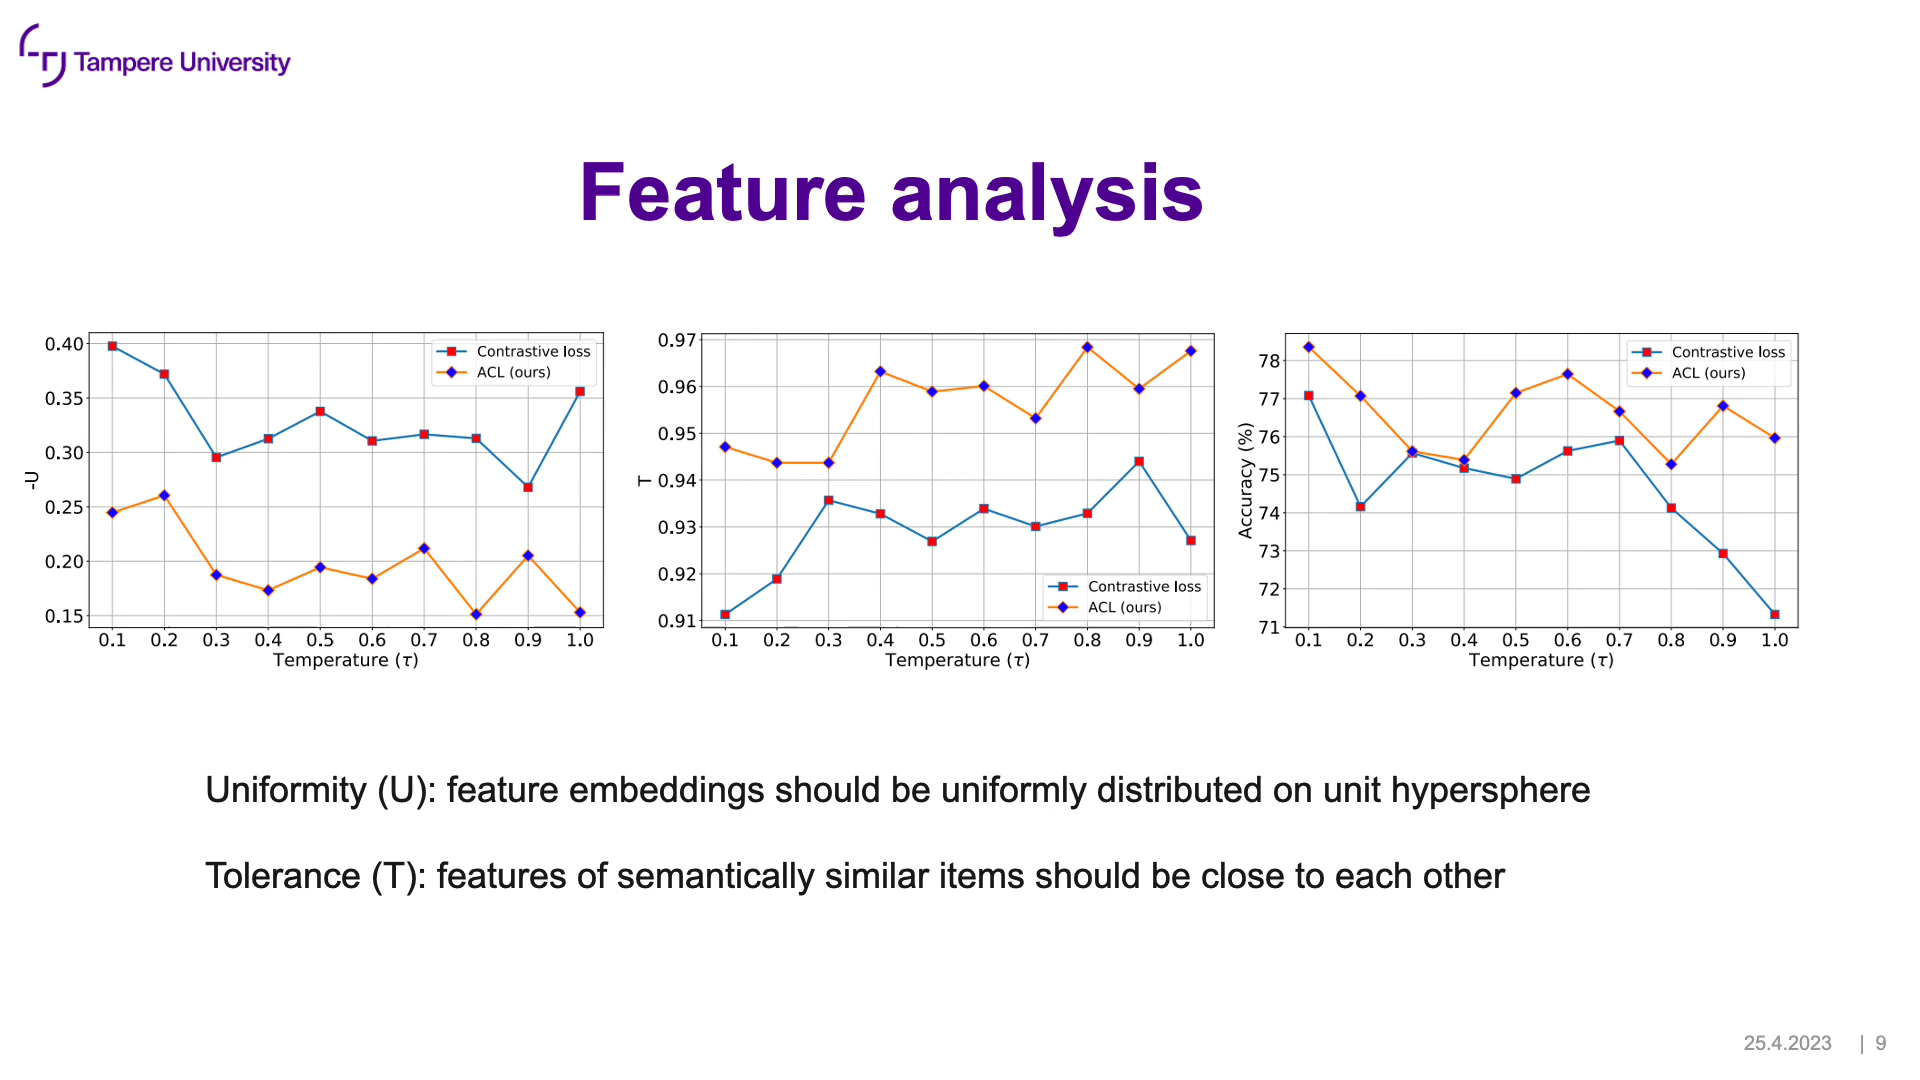 Tampere University
Feature analysis
0.40
0.35
0.30
0.25
0.20
0.15
-U
Contrastive loss
ACL (ours)
0.1 0.2 0.3 0.4 0.5 0.6 0.7 0.8 0.9 1.0
Temperature (τ)
0.97
0.96
0.95
0.94
0.93
0.92
0.91
T
Contrastive loss
ACL (ours)
0.1 0.2 0.3 0.4 0.5 0.6 0.7 0.8 0.9 1.0
Temperature (τ)
78
77
76
75
74
73
72
71
Accuracy (%)
Contrastive loss
ACL (ours)
0.1 0.2 0.3 0.4 0.5 0.6 0.7 0.8 0.9 1.0
Temperature (τ)
Uniformity (U): feature embeddings should be uniformly distributed on unit hypersphere
Tolerance (T): features of semantically similar items should be close to each other
25.4.2023 | 9